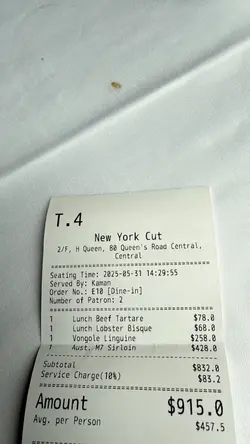 T.4
New York Cut
2/F, H Queen, 80 Queen's Road Central,
Central
Seating Time: 2025-05-31 14:29:55
Served By: Kaman
Order No.: E10 [Dine-in]
Number of Patron: 2
1 Lunch Beef Tartare $78.0
1 Lunch Lobster Bisque $68.0
1 Vongole Linguine $258.0
1 Aust. M7 Sirloin $428.0
Subtotal $832.0
Service Charge(10%) $83.2
Amount $915.0
Avg. per Person $457.5